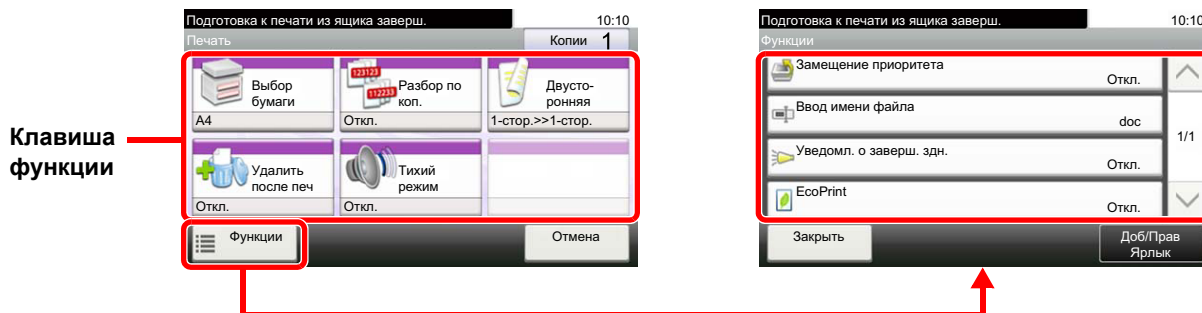 Подготовка к печати из ящика заверш. 10:10
Печать Копии 1
Выбор бумаги
A4
123123
112233
Разбор по коп.
Откл.
Двусто-
ронняя
1-стор.>>1-стор.
Клавиша
функции
Удалить
после печ
Откл.
Тихий
режим
Откл.
Функции Отмена
Подготовка к печати из ящика заверш. 10:10
Функции
Замещение приоритета
Откл.
Ввод имени файла
doc
1/1
Уведомл. о заверш. здн.
Откл.
EcoPrint
Откл.
Закрыть
Доб/Прав
Ярлык